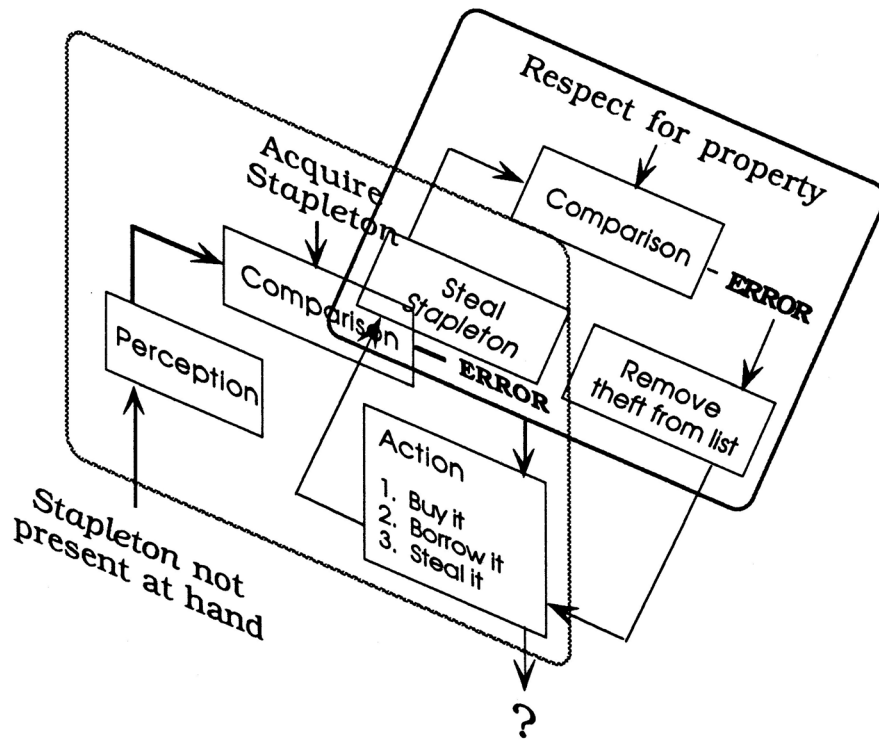 Respect for property
Comparison
ERROR
Remove
theft from list
Steal
Stapleton
Acquire
Stapleton
Comparison
ERROR
Perception
Stapleton not
present at hand
Action
1. Buy it
2. Borrow it
3. Steal it
?